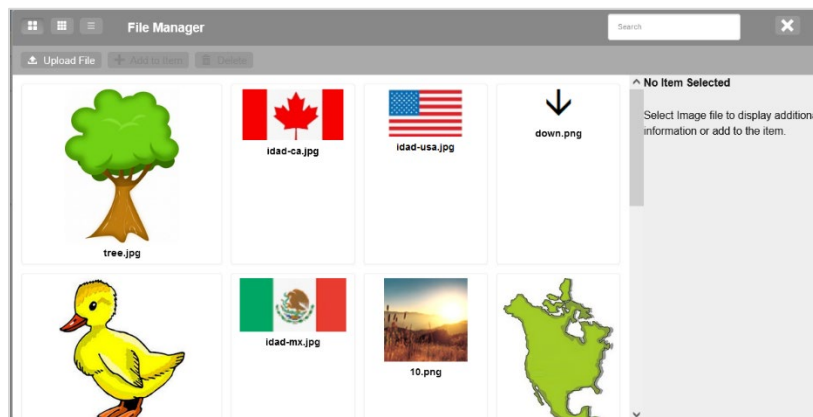 File Manager
Search
Upload File
Add to Item
Delete
tree.jpg
idad-ca.jpg
idad-usa.jpg
down.png
idad-mx.jpg
10.png
No Item Selected
Select Image file to display additiona
information or add to the item.